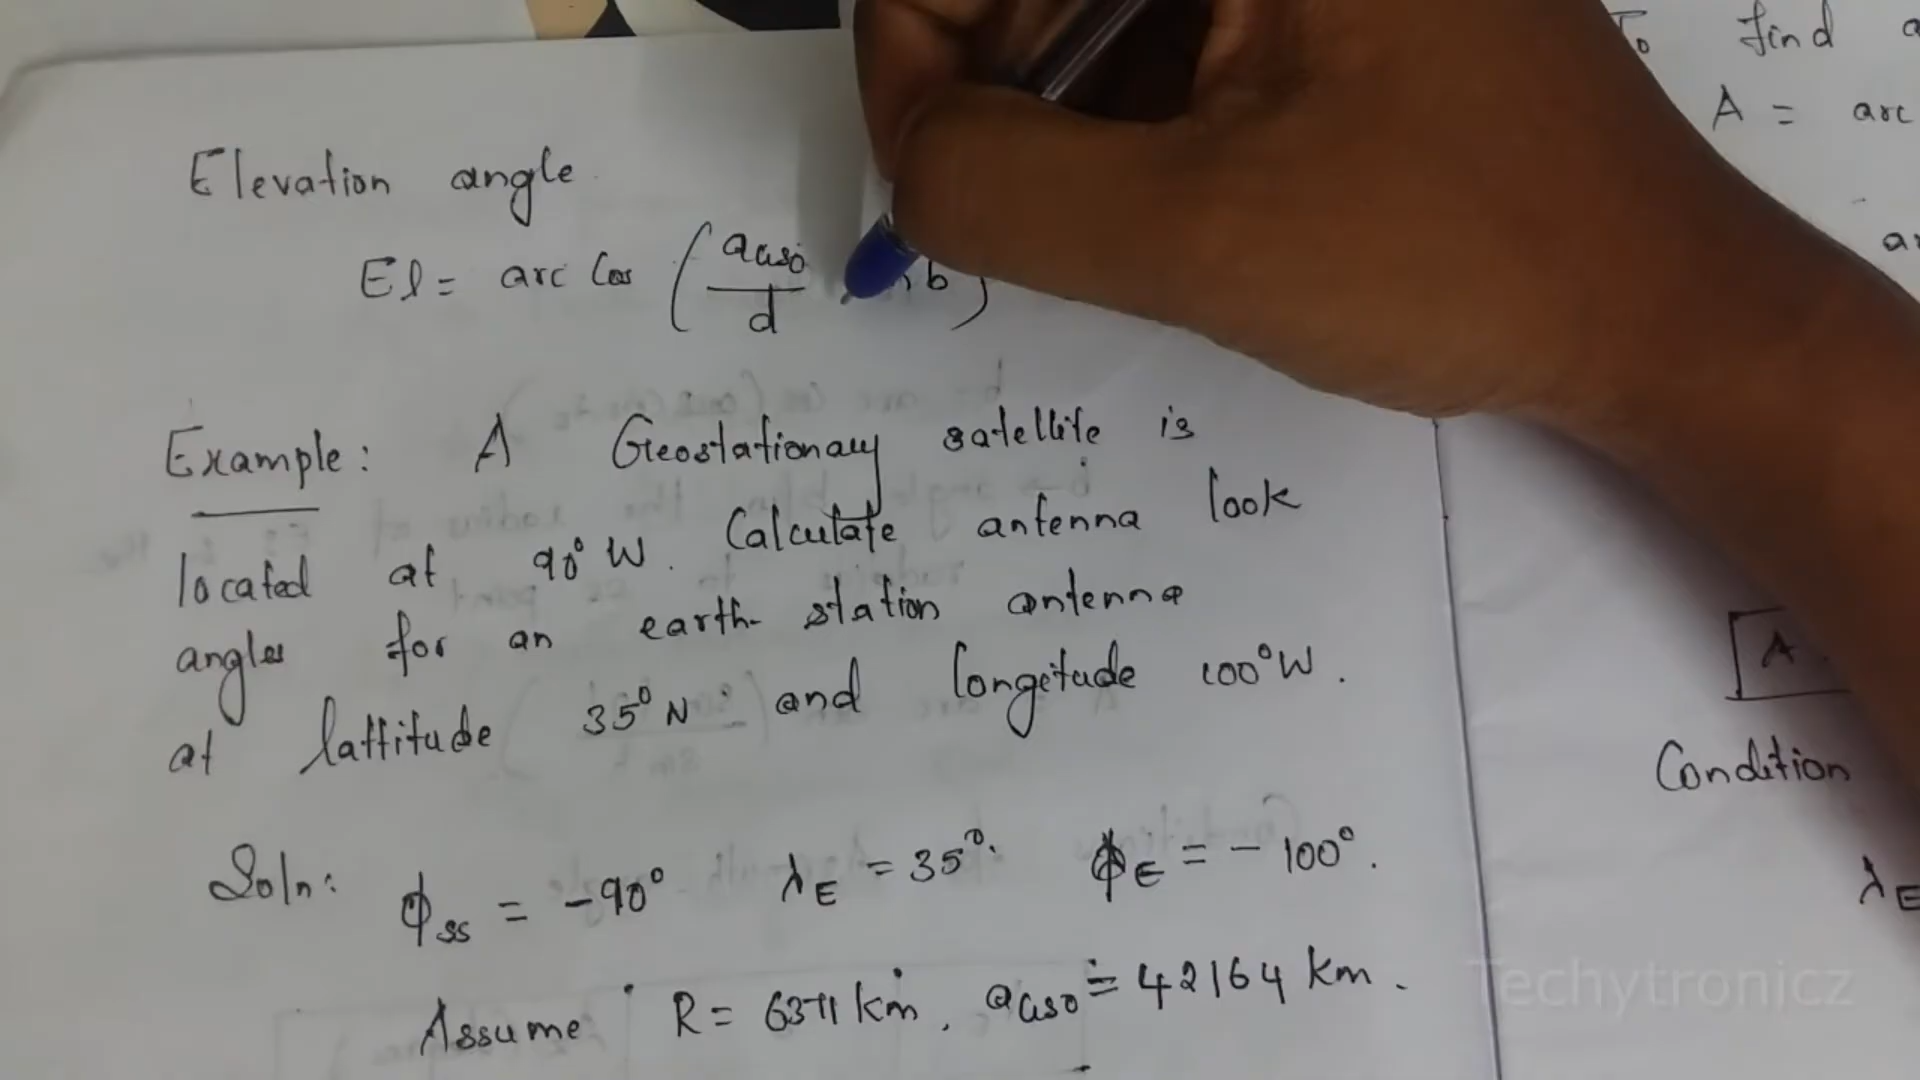 Elevation angle
El = arc Cos ( aGSO / d b )
Example: A Geostationary satellite is
located at 90° W. Calculate antenna look
angles for an earth station antenna
at lattitude 35° N and longitude 100° W.
Soln: ϕss = -90° λE = 35°. ϕE = -100°.
Assume R = 6371 km, aGSO = 42164 km.
To find
A = arc
A
Condition
λE
Techytronicz